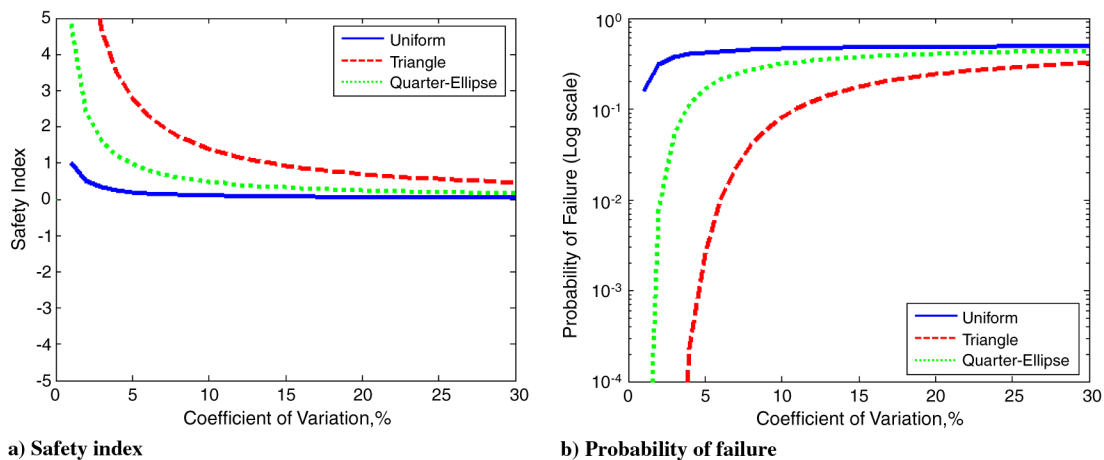 5
4
3
2
1
0
-1
-2
-3
-4
-5
Safety Index
0
5
10
15
20
25
30
Coefficient of Variation,%
Uniform
Triangle
Quarter-Ellipse
a) Safety index
10^0
10^-1
10^-2
10^-3
10^-4
Probability of Failure (Log scale)
0
5
10
15
20
25
30
Coefficient of Variation,%
Uniform
Triangle
Quarter-Ellipse
b) Probability of failure